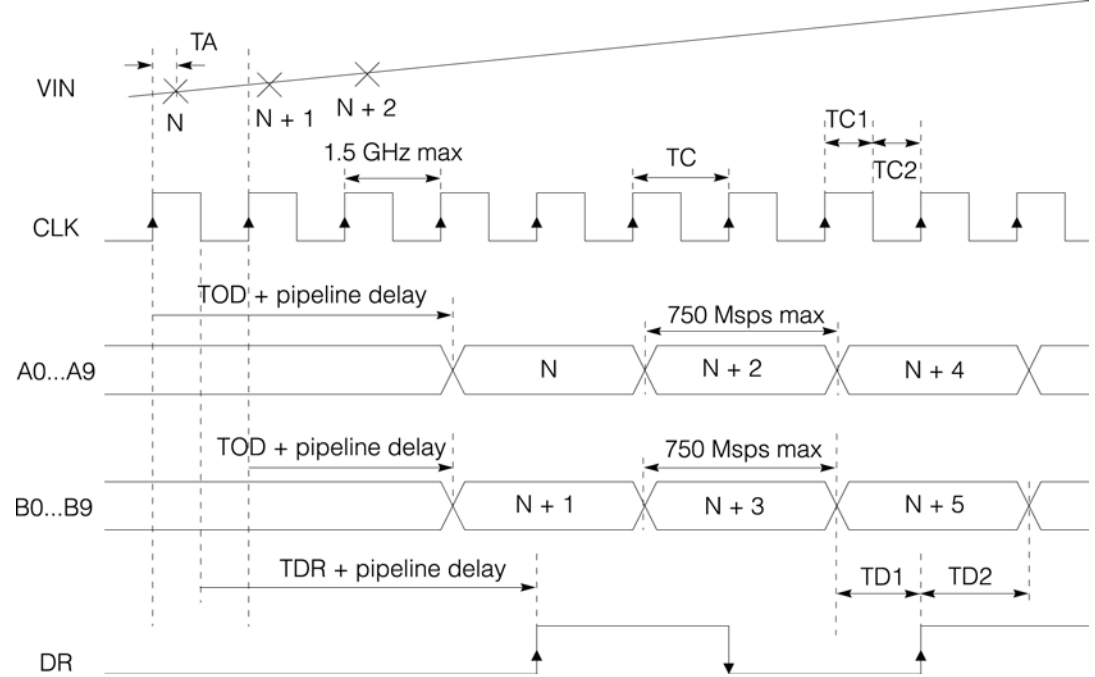 TA
VIN
N
N + 1
N + 2
1.5 GHz max
TC
TC1
TC2
CLK
TOD + pipeline delay
750 Msps max
A0...A9
N
N + 2
N + 4
TOD + pipeline delay
750 Msps max
B0...B9
N + 1
N + 3
N + 5
TDR + pipeline delay
TD1
TD2
DR